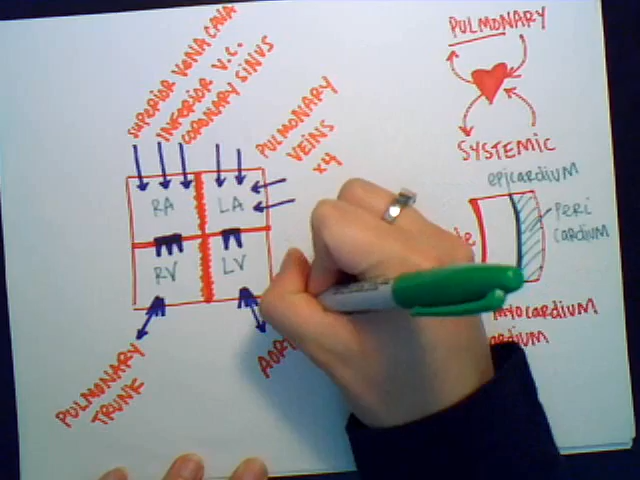 SUPERIOR VENA CAVA
INFERIOR V.C.
CORONARY SINUS
PULMONARY
VEINS
x4
RA
LA
RV
LV
PULMONARY
TRUNK
PULMONARY
SYSTEMIC
epicardium
PERI
CARDIUM
myocardium